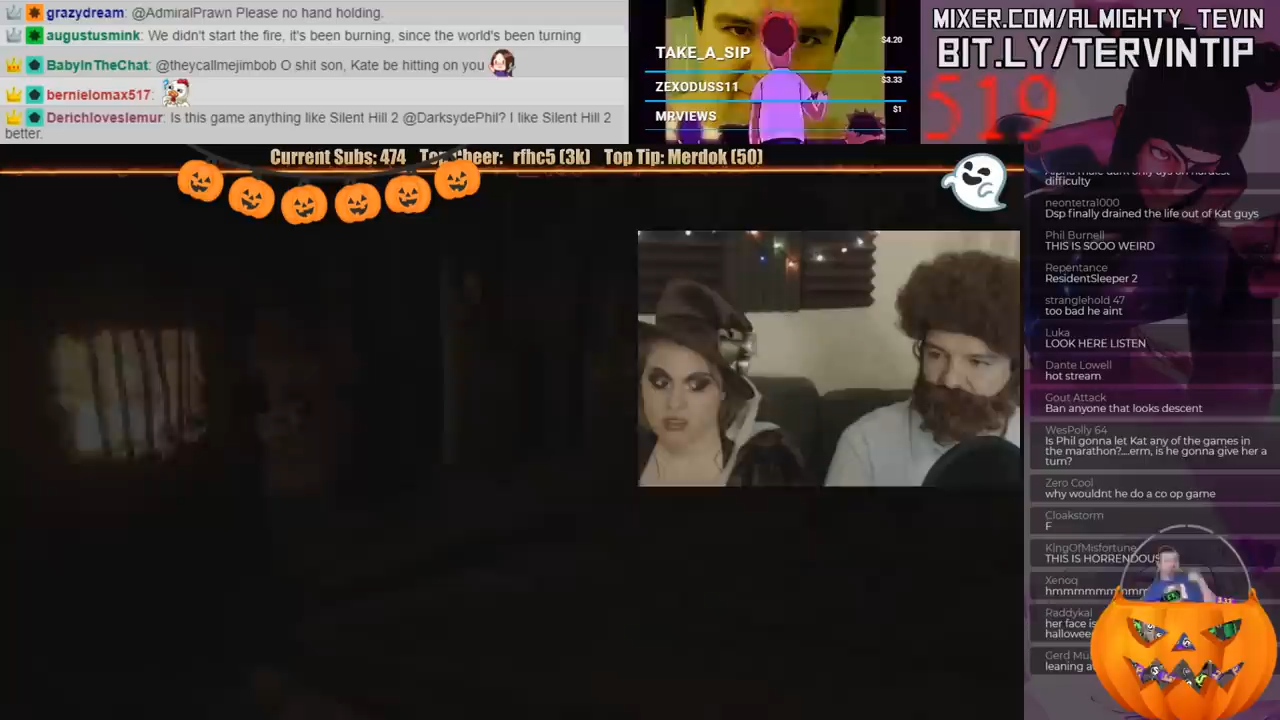 grazydream: @AdmiralPrawn Please no hand holding.
augustusmink: We didn't start the fire, it's been burning, since the world's been turning
BabyInTheChat: @theycallmejimbob O shit son, Kate be hitting on you
bernielomax517:
Derichloveslemur: Is this game anything like Silent Hill 2 @DarksydePhil? I like Silent Hill 2
better.
TAKE_A_SIP $4.20
ZEXODUSS11 $3.33
MRVIEWS $1
MIXER.COM/ALMIGHTY_TEVIN
BIT.LY/TERVINTIP
519
Current Subs: 474 Top Cheer: rfhc5 (3k) Top Tip: Merdok (50)
difficulty
neontetra1000
Dsp finally drained the life out of Kat guys
Phil Burnell
THIS IS SOOO WEIRD
Repentance
ResidentSleeper 2
stranglehold 47
too bad he aint
Luka
LOOK HERE LISTEN
Dante Lowell
hot stream
Gout Attack
Ban anyone that looks descent
WesPolly 64
Is Phil gonna let Kat any of the games in
the marathon?....erm, is he gonna give her a
turn?
Zero Cool
why wouldnt he do a co op game
Cloakstorm
F
KingOfMisfortune
THIS IS HORRENDOUS
Xenoq
Raddykal
her face is
Gerd
leaning